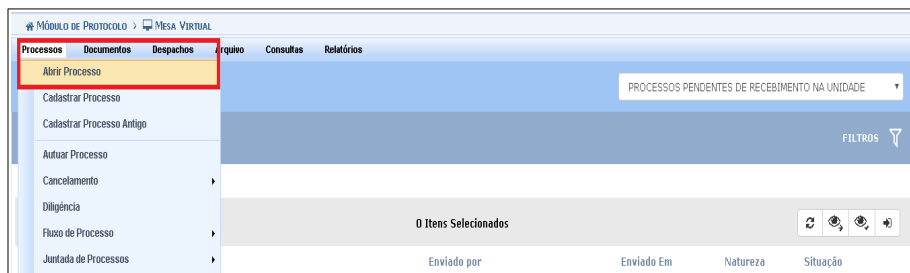 MÓDULO DE PROTOCOLO > MESA VIRTUAL
Processos Documentos Despachos Arquivo Consultas Relatórios
Abrir Processo
PROCESSOS PENDENTES DE RECEBIMENTO NA UNIDADE
Cadastrar Processo
Cadastrar Processo Antigo
FILTROS
Autuar Processo
Cancelamento
Diligência
0 Itens Selecionados
Fluxo de Processo
Juntada de Processos
Enviado por Enviado Em Natureza Situação